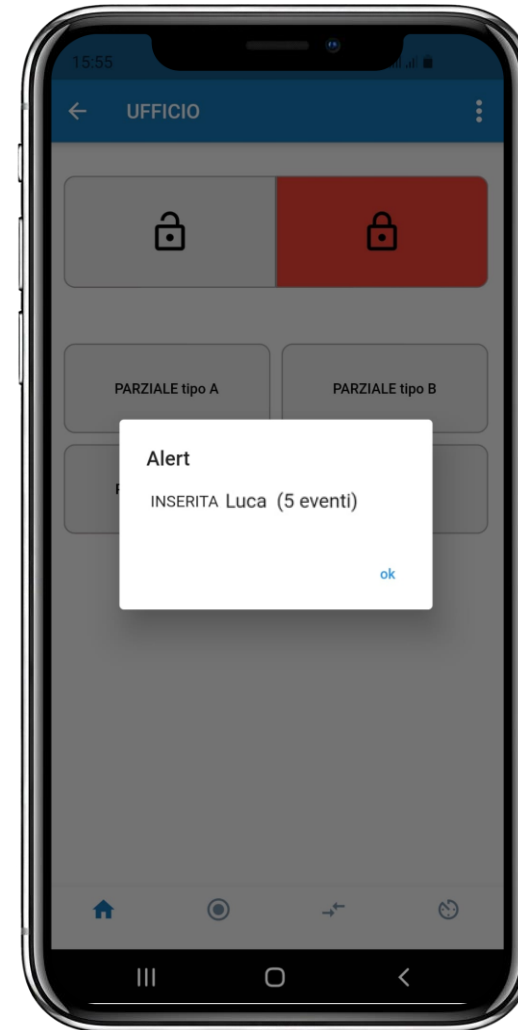 15:55
UFFICIO
PARZIALE tipo A
PARZIALE tipo B
Alert
INSERITA Luca (5 eventi)
ok